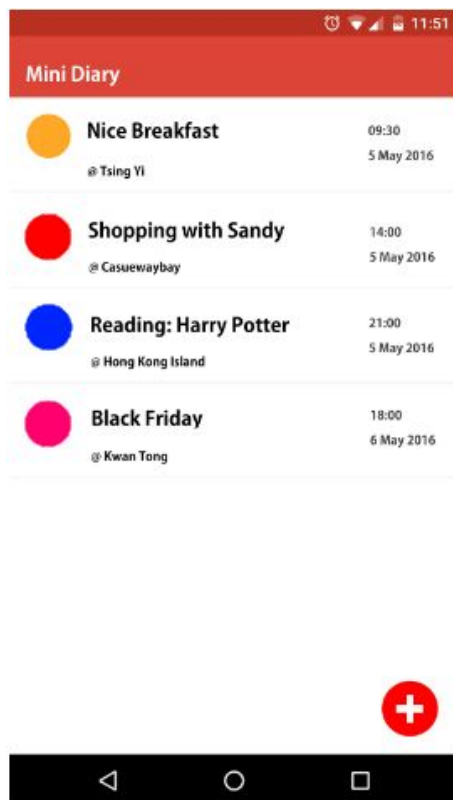 11:51
Mini Diary
Nice Breakfast
09:30
@ Tsing Yi
5 May 2016
Shopping with Sandy
14:00
@ Casuewaybay
5 May 2016
Reading: Harry Potter
21:00
@ Hong Kong Island
5 May 2016
Black Friday
18:00
@ Kwan Tong
6 May 2016